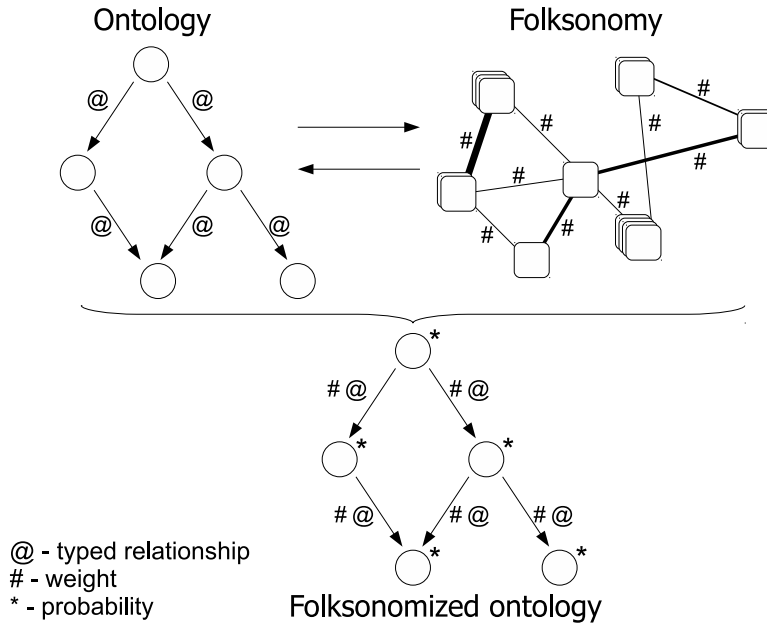 Ontology
Folksonomy
@ @
@ @ @
# # # # # # # # #
*
# @ # @
* *
# @ # @ # @
* *
@ - typed relationship
# - weight
* - probability
Folksonomized ontology